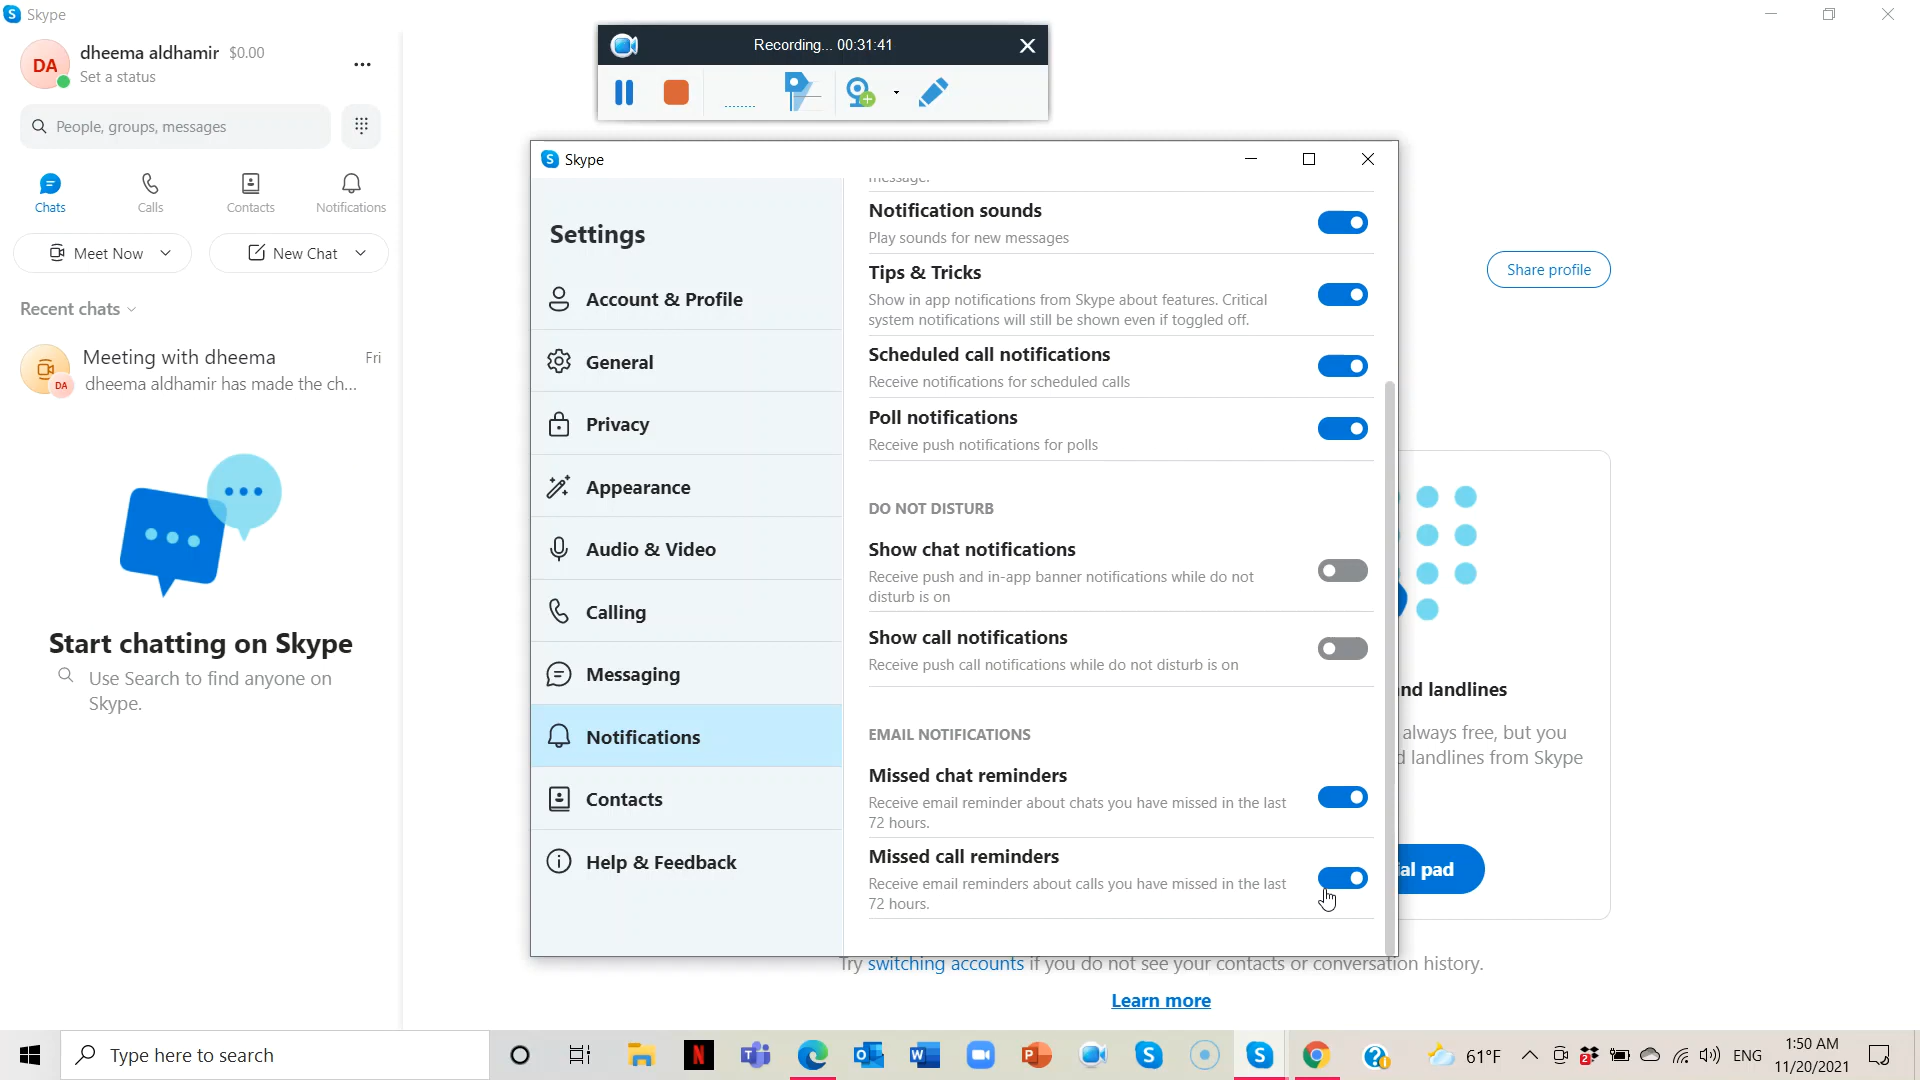 Skype
dheema aldhamir $0.00
Set a status
DA
People, groups, messages
Chats
Calls
Contacts
Notifications
Meet Now
New Chat
Recent chats
Meeting with dheema
Fri
DA
dheema aldhamir has made the ch...
Start chatting on Skype
Use Search to find anyone on
Skype.
Recording... 00:31:41
Skype
Settings
Account & Profile
General
Privacy
Appearance
Audio & Video
Calling
Messaging
Notifications
Contacts
Help & Feedback
message.
Notification sounds
Play sounds for new messages
Tips & Tricks
Show in app notifications from Skype about features. Critical
system notifications will still be shown even if toggled off.
Scheduled call notifications
Receive notifications for scheduled calls
Poll notifications
Receive push notifications for polls
DO NOT DISTURB
Show chat notifications
Receive push and in-app banner notifications while do not
disturb is on
Show call notifications
Receive push call notifications while do not disturb is on
EMAIL NOTIFICATIONS
Missed chat reminders
Receive email reminder about chats you have missed in the last
72 hours.
Missed call reminders
Receive email reminders about calls you have missed in the last
72 hours.
Share profile
nd landlines
always free, but you
d landlines from Skype
ial pad
Try switching accounts if you do not see your contacts or conversation history.
Learn more
Type here to search
61°F
2
ENG
1:50 AM
11/20/2021